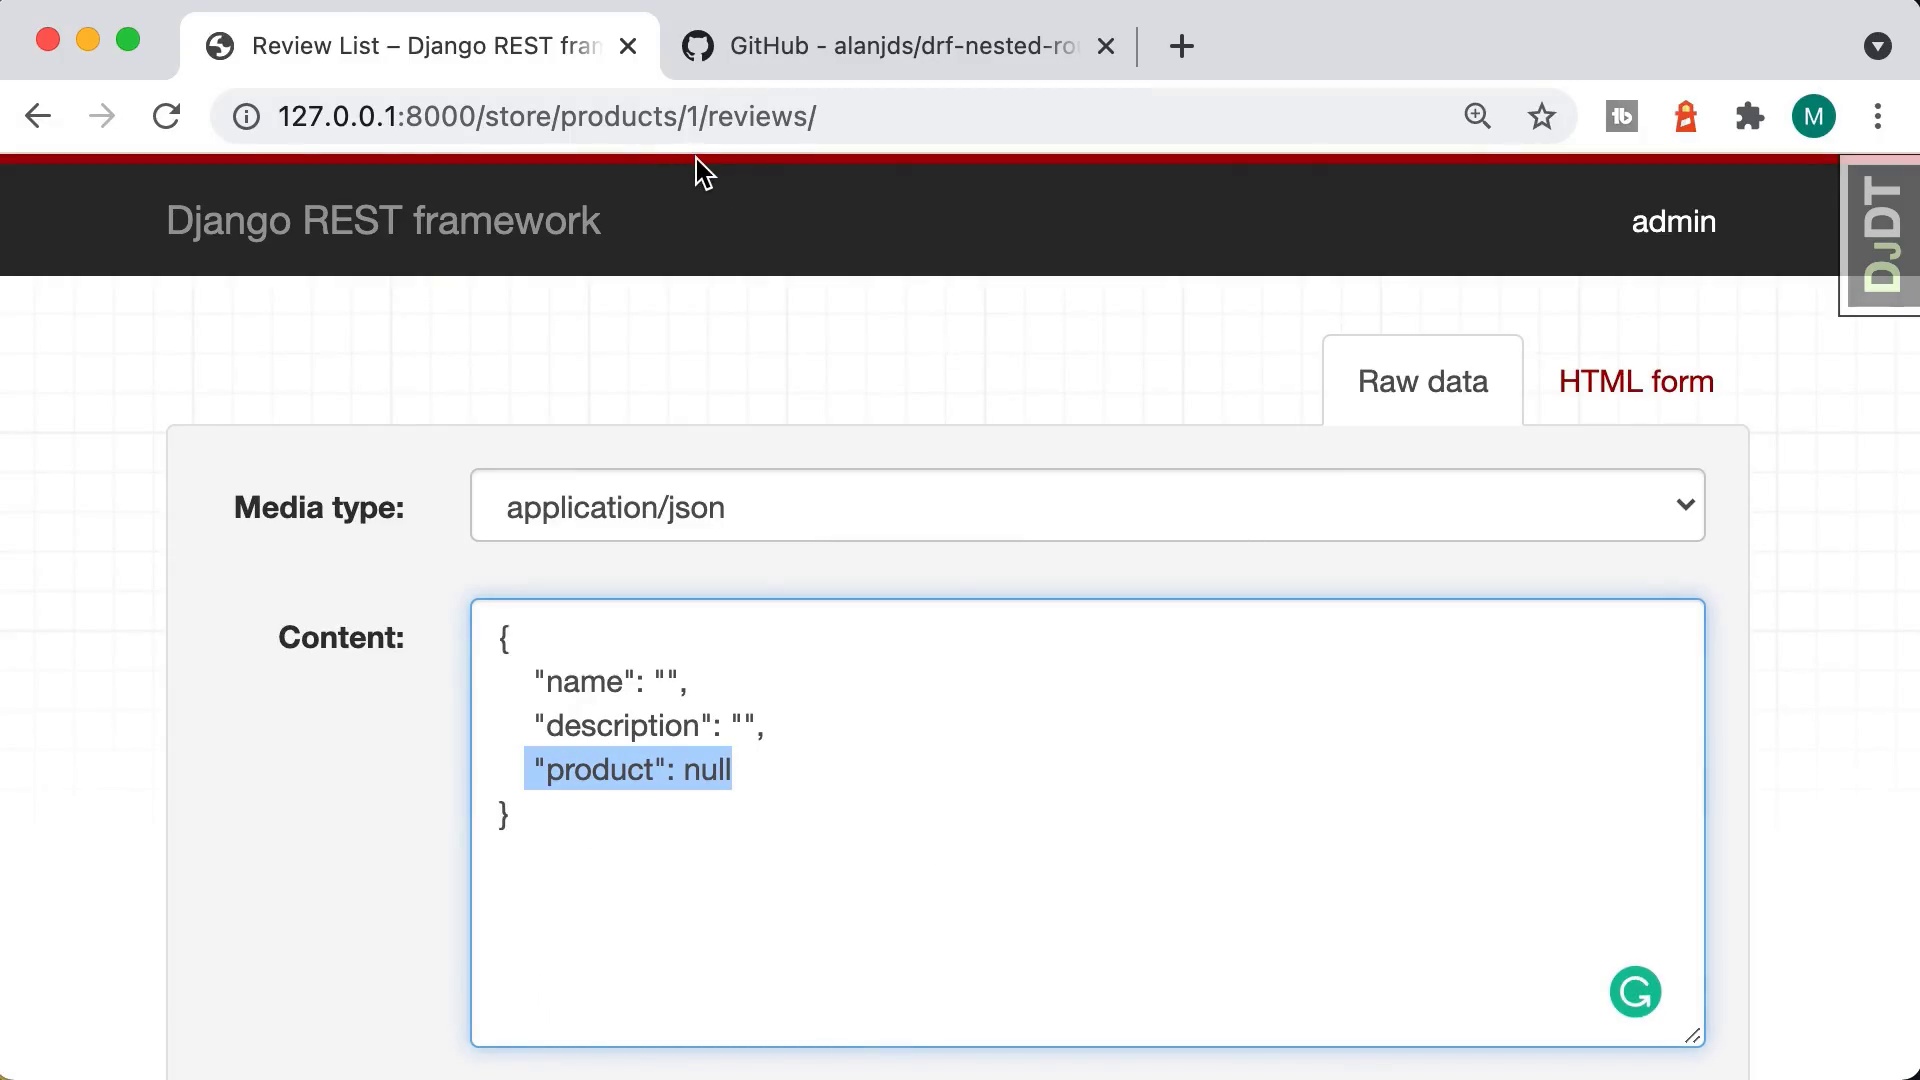 Review List – Django REST fran
GitHub - alanjds/drf-nested-rou
127.0.0.1:8000/store/products/1/reviews/
M
Django REST framework
admin
DJDT
Raw data
HTML form
Media type:
application/json
Content:
{
"name": "",
"description": "",
"product": null
}